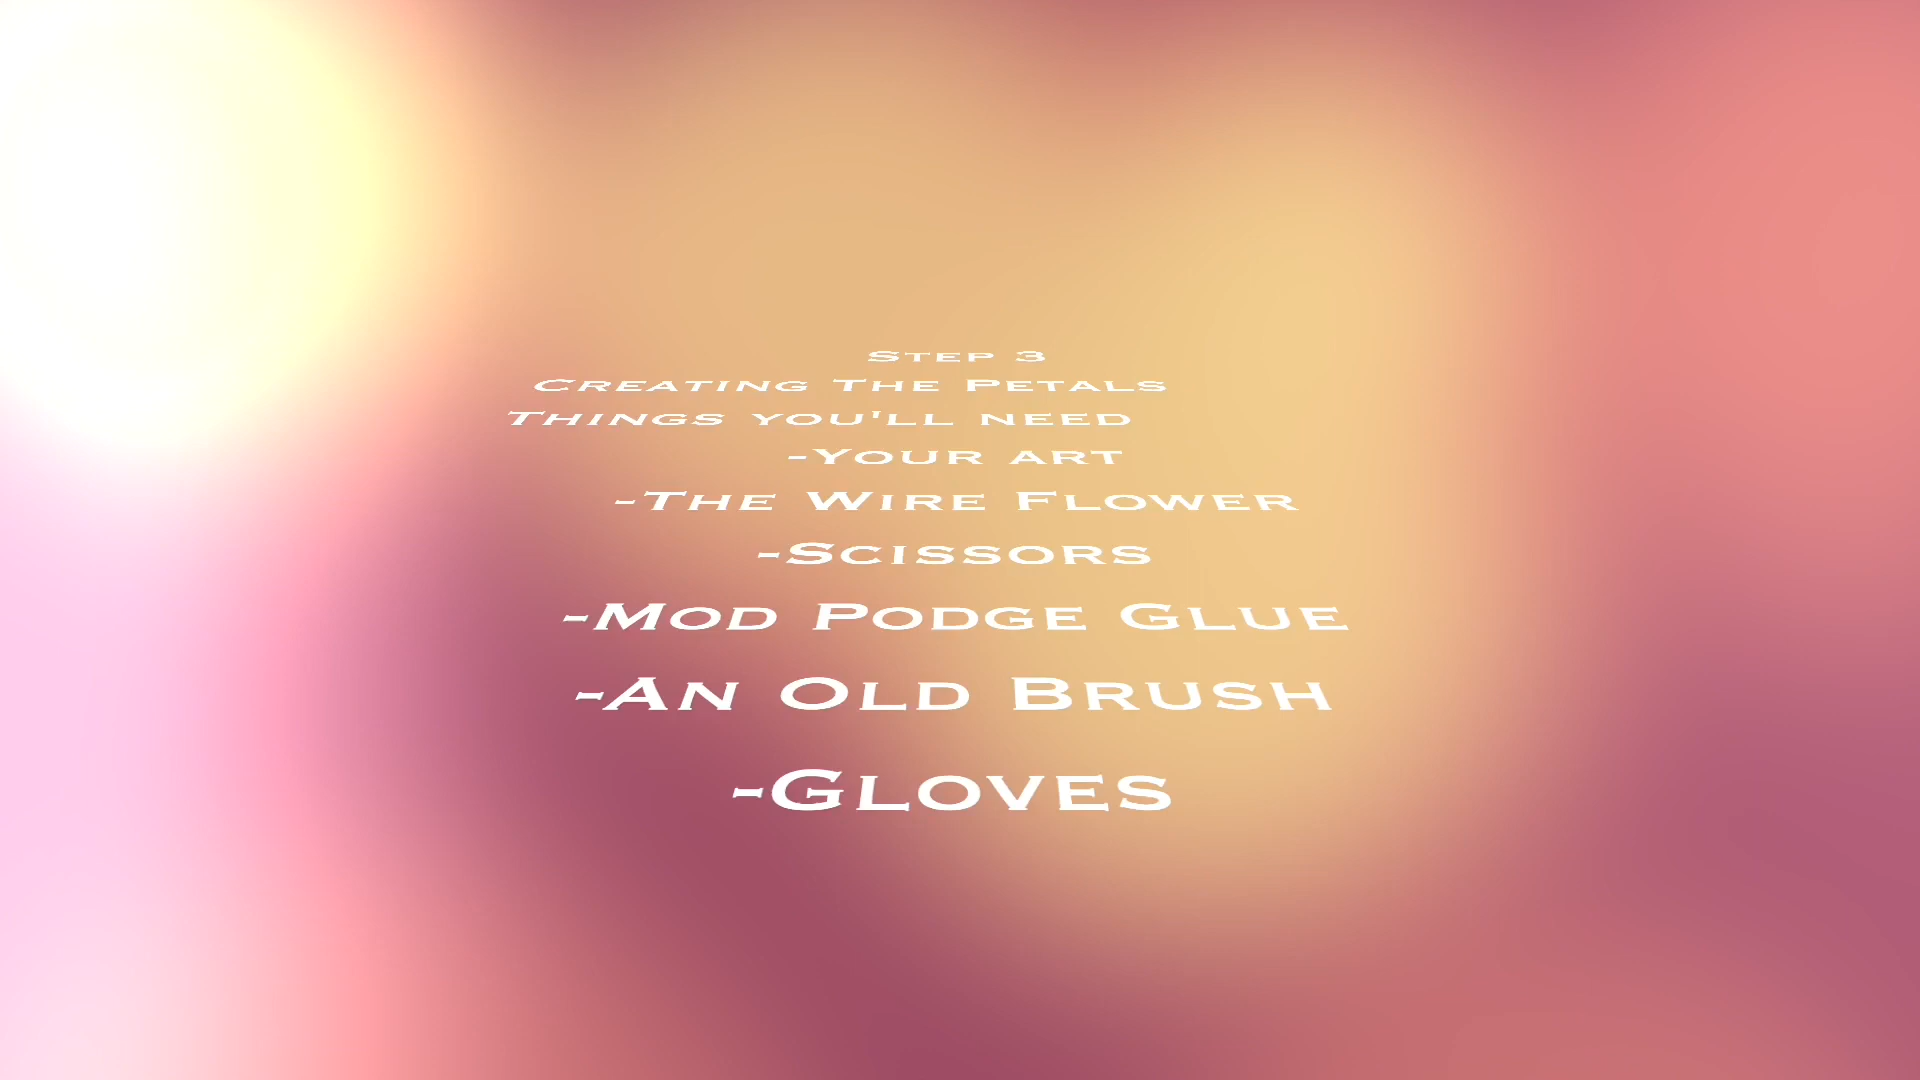 Step 3
Creating The Petals
Things you'll need
-Your art
-The Wire Flower
-Scissors
-Mod Podge Glue
-An Old Brush
-Gloves